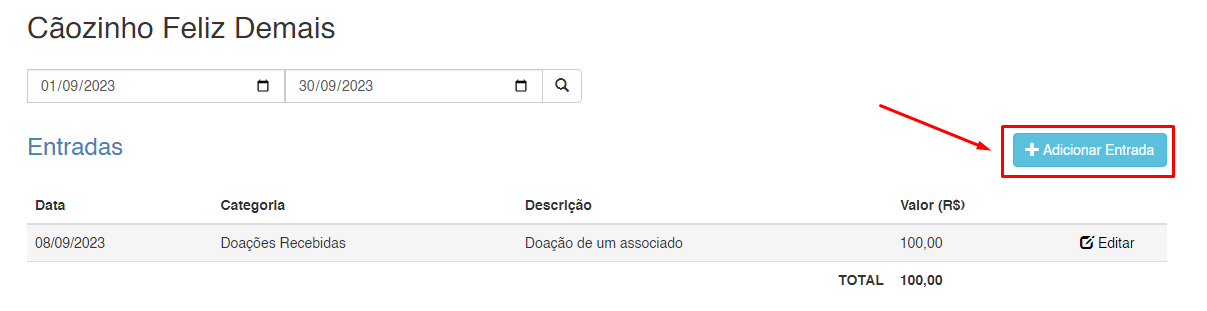 Cãozinho Feliz Demais
01/09/2023 30/09/2023
Entradas
Adicionar Entrada
Data Categoria Descrição Valor (R$)
08/09/2023 Doações Recebidas Doação de um associado 100,00 Editar
TOTAL 100,00